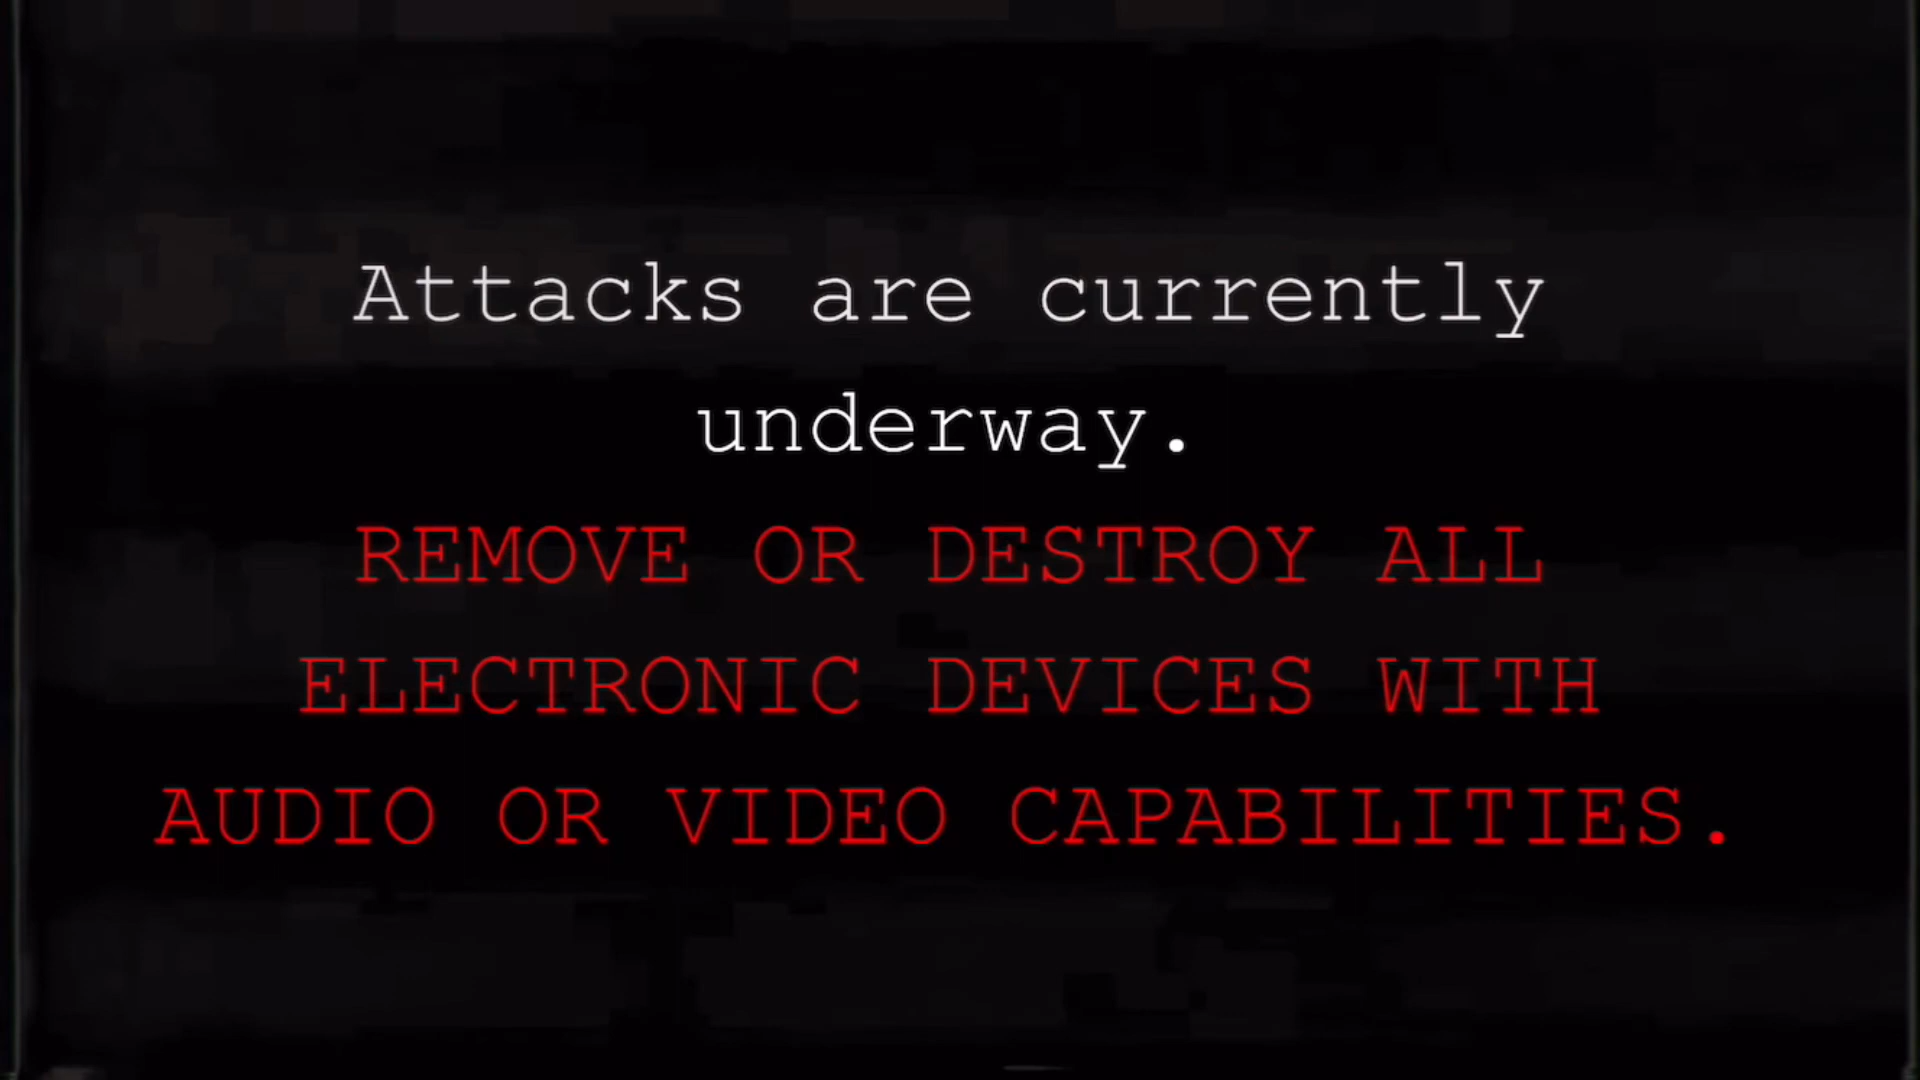 Attacks are currently
underway.
REMOVE OR DESTROY ALL
ELECTRONIC DEVICES WITH
AUDIO OR VIDEO CAPABILITIES.